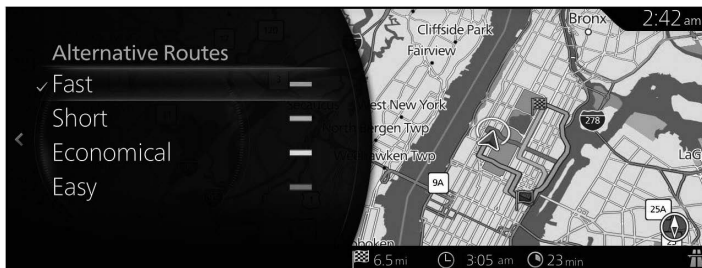 Alternative Routes
Fast
Short
Economical
Easy
2:42 am
Bronx
Cliffside Park
Fairview
West New York
North Bergen Twp
Weehawken Twp
278
LaG
9A
25A
6.5 mi
3:05 am
23 min